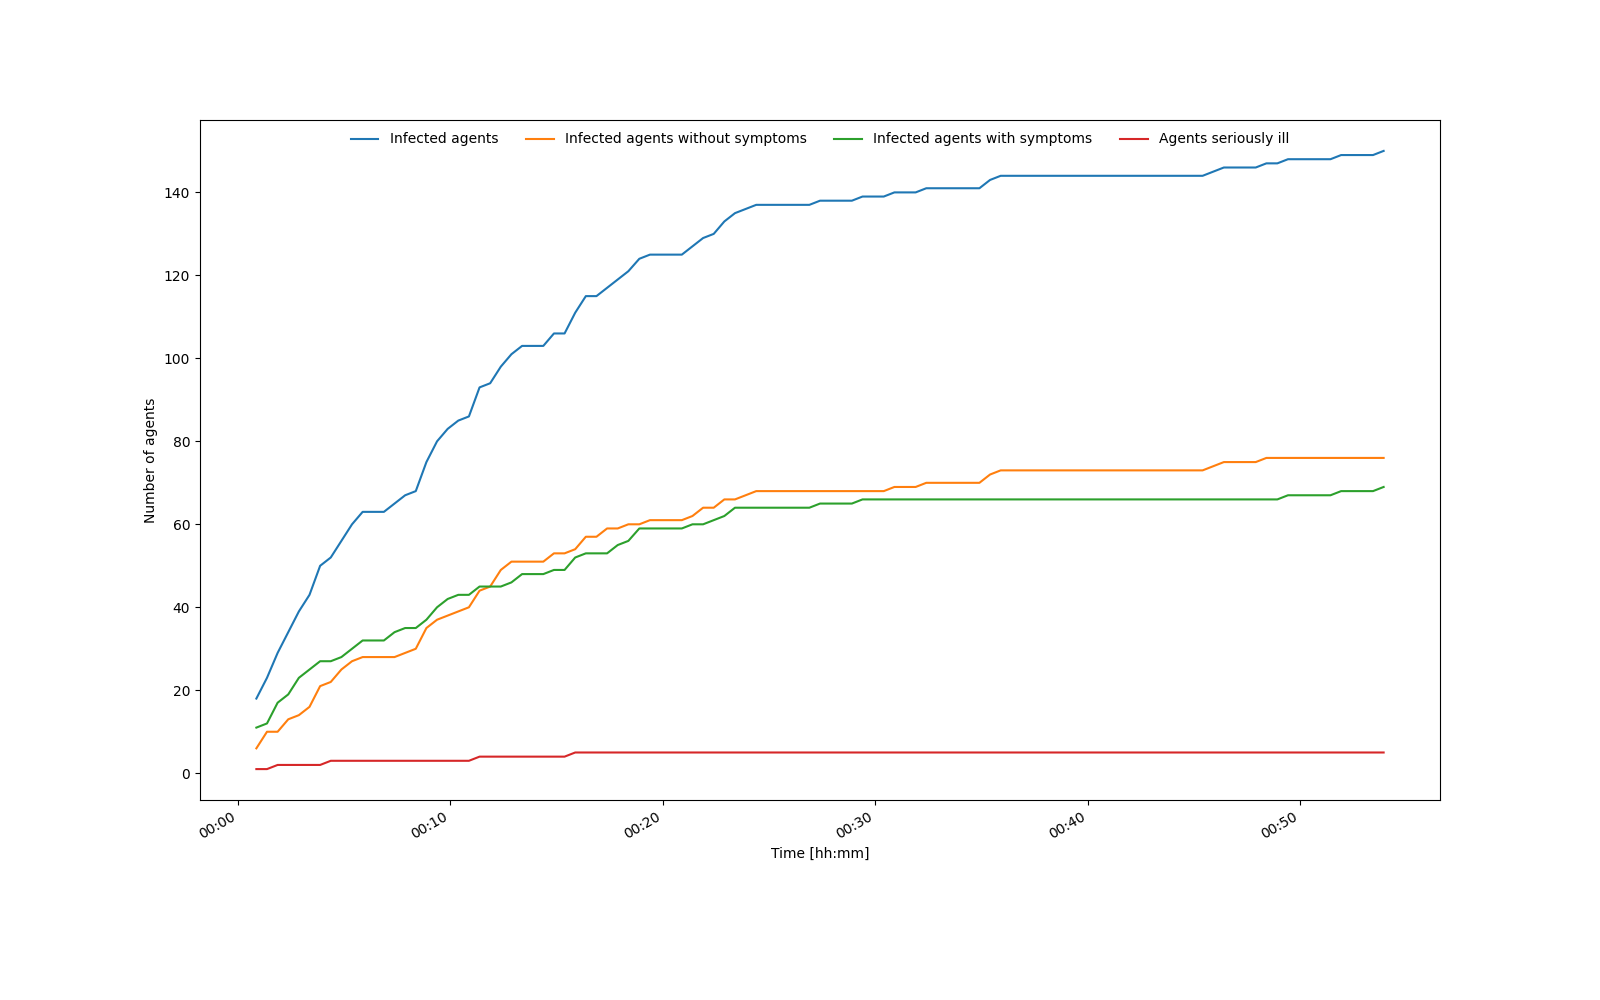 Infected agents
Infected agents without symptoms
Infected agents with symptoms
Agents seriously ill
140
120
100
80
60
40
20
0
Number of agents
00:00
00:10
00:20
00:30
00:40
00:50
Time [hh:mm]